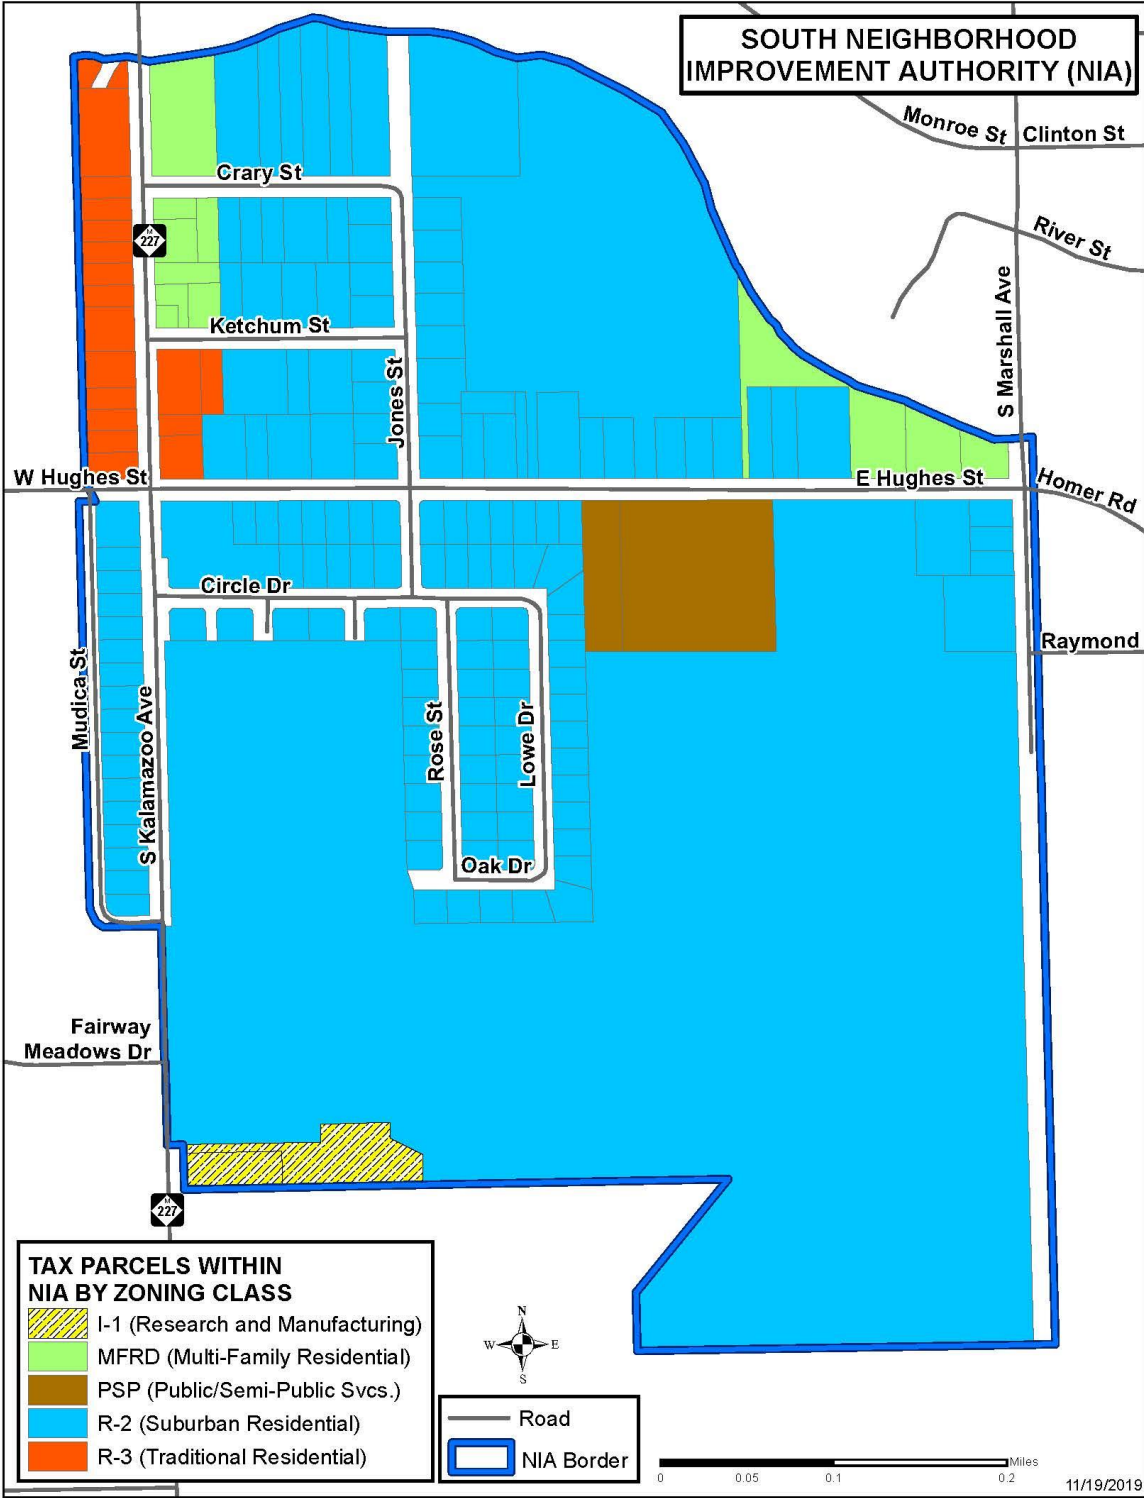 SOUTH NEIGHBORHOOD
IMPROVEMENT AUTHORITY (NIA)
Monroe St
Clinton St
Crary St
River St
M
227
S Marshall Ave
Ketchum St
Jones St
W Hughes St
E Hughes St
Homer Rd
Circle Dr
Raymond
Mudica St
S Kalamazoo Ave
Rose St
Lowe Dr
Oak Dr
Fairway
Meadows Dr
M
227
TAX PARCELS WITHIN
NIA BY ZONING CLASS
I-1 (Research and Manufacturing)
MFRD (Multi-Family Residential)
PSP (Public/Semi-Public Svcs.)
R-2 (Suburban Residential)
R-3 (Traditional Residential)
N
W E
S
Road
NIA Border
Miles
0 0.05 0.1 0.2
11/19/2019